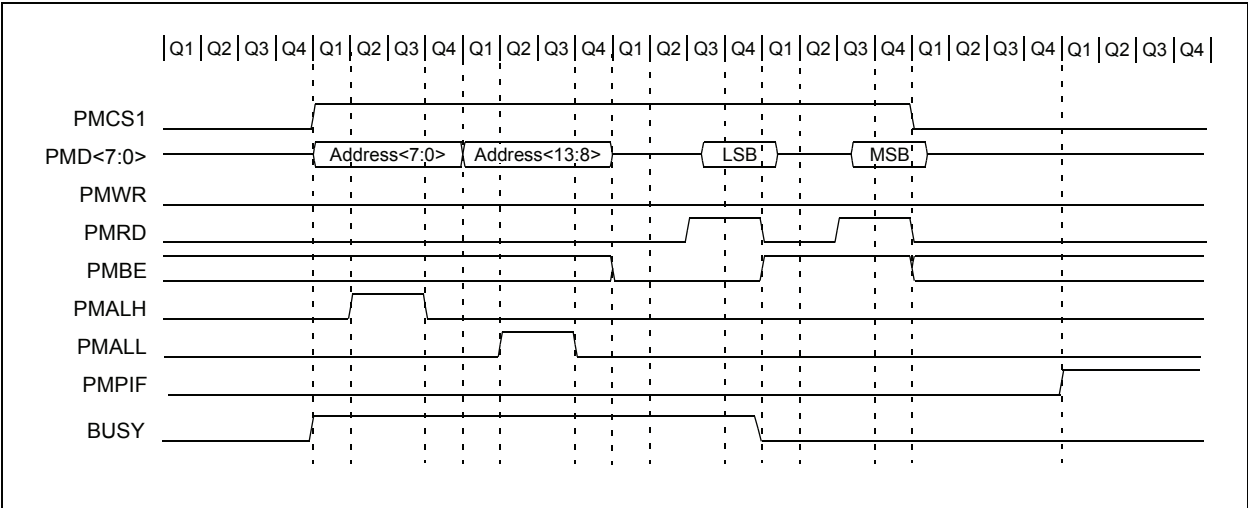 Q1 Q2 Q3 Q4 Q1 Q2 Q3 Q4 Q1 Q2 Q3 Q4 Q1 Q2 Q3 Q4 Q1 Q2 Q3 Q4 Q1 Q2 Q3 Q4 Q1 Q2 Q3 Q4
PMCS1
PMD<7:0> Address<7:0> Address<13:8> LSB MSB
PMWR
PMRD
PMBE
PMALH
PMALL
PMPIF
BUSY